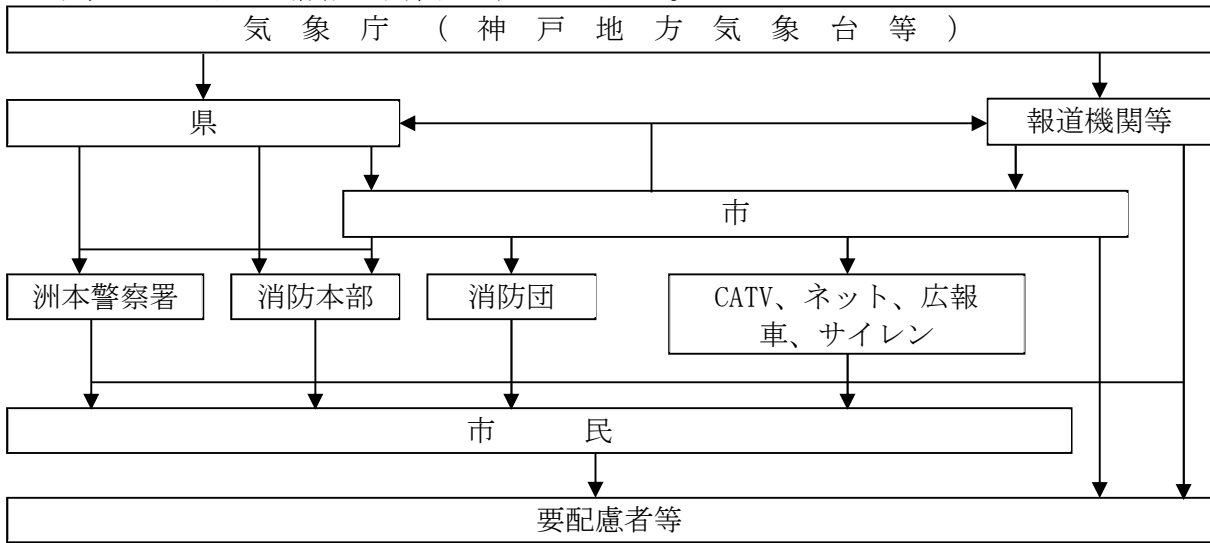 気象庁(神戸地方気象台等)
県
報道機関等
市
洲本警察署
消防本部
消防団
CATV、ネット、広報
車、サイレン
市民
要配慮者等